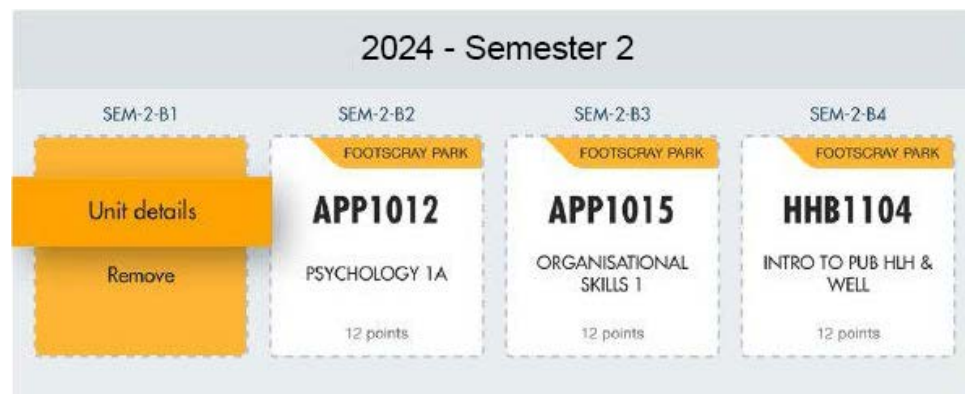 2024 - Semester 2
SEM-2-B1
SEM-2-B2
SEM-2-B3
SEM-2-B4
Unit details
Remove
FOOTSCRAY PARK
APP1012
PSYCHOLOGY 1A
12 points
FOOTSCRAY PARK
APP1015
ORGANISATIONAL
SKILLS 1
12 points
FOOTSCRAY PARK
HHB1104
INTRO TO PUB HLH &
WELL
12 points